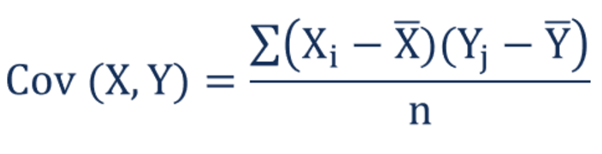 Cov (X, Y) = ∑(Xᵢ − X̅)(Yⱼ − Y̅) / n